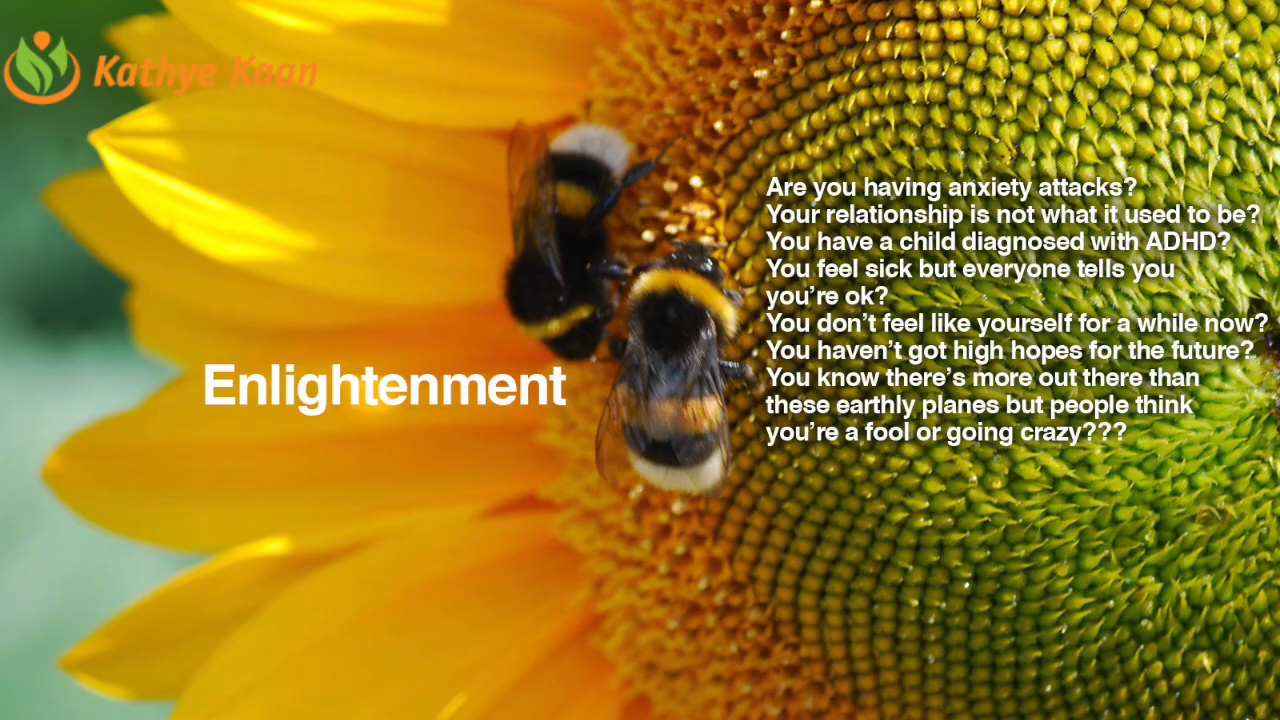 Kathye Kaan
Enlightenment
Are you having anxiety attacks?
Your relationship is not what it used to be?
You have a child diagnosed with ADHD?
You feel sick but everyone tells you
you’re ok?
You don’t feel like yourself for a while now?
You haven’t got high hopes for the future?
You know there’s more out there than
these earthly planes but people think
you’re a fool or going crazy???